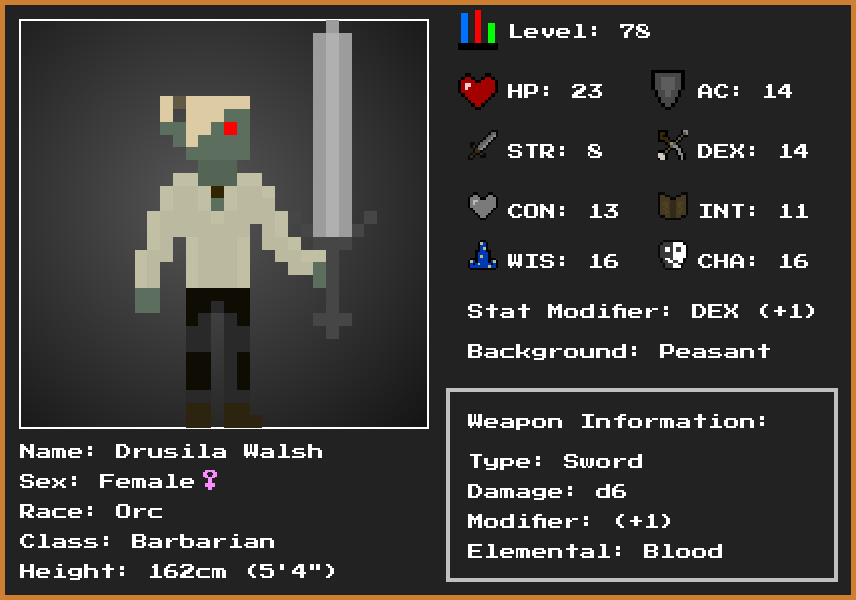 Level: 78
HP: 23 AC: 14
STR: 8 DEX: 14
CON: 13 INT: 11
WIS: 16 CHA: 16
Stat Modifier: DEX (+1)
Background: Peasant
Weapon Information:
Type: Sword
Damage: d6
Modifier: (+1)
Elemental: Blood
Name: Drusila Walsh
Sex: Female♀
Race: Orc
Class: Barbarian
Height: 162cm (5'4")